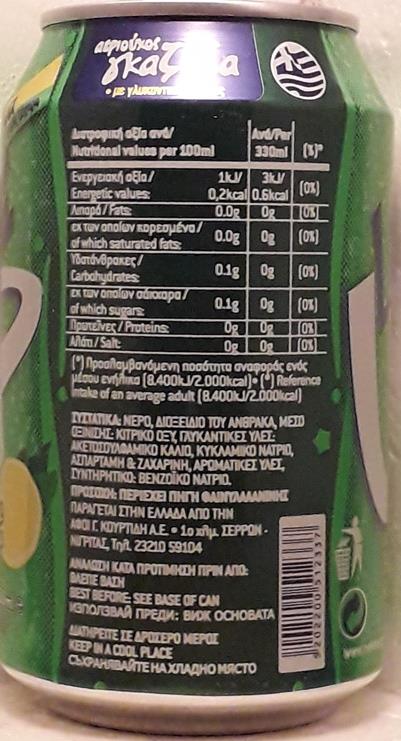 αεριούχος
γκαζόζα
• με γλυκαντικ
Διατροφική αξία ανά/ Ανά/Per
Nutritional values per 100ml 330ml (%)*
Ενεργειακή αξία/ 1kJ/ 3kJ/
Energetic values: 0,2kcal 0.6kcal (0%)
Λιπαρά/Fats: 0.0g 0g (0%)
εκ των οποίων κορεσμένα/
of which saturated fats: 0.0g 0g (0%)
Υδατάνθρακες/
Carbohydrates: 0.1g 0g (0%)
εκ των οποίων σάκχαρα/
of which sugars: 0.1g 0g (0%)
Πρωτεΐνες/Proteins: 0g 0g (0%)
Αλάτι/Salt: 0g 0g (0%)
(*) Προσλαμβανόμενη ποσότητα αναφοράς ενός
μέσου ενήλικα (8.400kJ/2.000kcal)• (*) Reference
intake of an average adult (8.400kJ/2.000kcal)
ΣΥΣΤΑΤΙΚΑ: ΝΕΡΟ, ΔΙΟΞΕΙΔΙΟ ΤΟΥ ΑΝΘΡΑΚΑ, ΜΕΣΟ
ΟΞΙΝΙΣΗΣ: ΚΙΤΡΙΚΟ ΟΞΥ, ΓΛΥΚΑΝΤΙΚΕΣ ΥΛΕΣ:
ΑΚΕΣΟΥΛΦΑΜΙΚΟ ΚΑΛΙΟ, ΚΥΚΛΑΜΙΚΟ ΝΑΤΡΙΟ,
ΑΣΠΑΡΤΑΜΗ & ΖΑΧΑΡΙΝΗ, ΑΡΩΜΑΤΙΚΕΣ ΥΛΕΣ,
ΣΥΝΤΗΡΗΤΙΚΟ: ΒΕΝΖΟΪΚΟ ΝΑΤΡΙΟ.
ΠΡΟΣΟΧΗ: ΠΕΡΙΕΧΕΙ ΠΗΓΗ ΦΑΙΝΥΛΑΛΑΝΙΝΗΣ
ΠΑΡΑΓΕΤΑΙ ΣΤΗΝ ΕΛΛΑΔΑ ΑΠΟ ΤΗΝ
ΑΦΟΙ Γ. ΚΟΥΡΤΙΔΗ Α.Ε. • 1ο χλμ. ΣΕΡΡΩΝ -
ΝΙΓΡΙΤΑΣ, Τηλ. 23210 59104
ΑΝΑΛΩΣΗ ΚΑΤΑ ΠΡΟΤΙΜΗΣΗ ΠΡΙΝ ΑΠΟ:
ΒΛΕΠΕ ΒΑΣΗ
BEST BEFORE: SEE BASE OF CAN
ИЗПОЛЗВАЙ ПРЕДИ: ВИЖ ОСНОВАТА
ΔΙΑΤΗΡΕΙΤΕ ΣΕ ΔΡΟΣΕΡΟ ΜΕΡΟΣ
KEEP IN A COOL PLACE
СЪХРАНЯВАЙТЕ НА ХЛАДНО МЯСТО